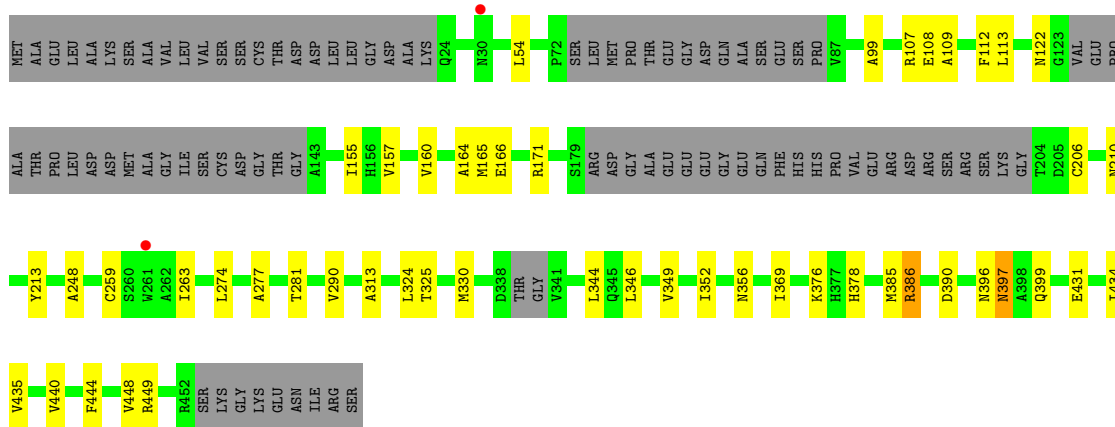 MET ALA GLU LEU LEU ALA LYS SER ALA VAL LEU VAL SER SER CYS THR ASP ASP LEU LEU GLY ASP ALA LYS Q24 N30 L54 P72 SER LEU MET PRO THR GLU GLY ASP GLN ALA SER GLU SER PRO V87 A99 R107 E108 A109 F112 L113 N122 G123 VAL GLU PRO
ALA THR PRO LEU ASP ASP MET ALA GLY ILE SER CYS ASP GLY THR GLY A143 I155 H156 V157 V160 A164 M165 E166 R171 S179 ARG ASP GLY ALA GLU GLU GLU GLY GLU GLN PHE HIS HIS PRO VAL GLU ARG ASP ARG SER ARG SER LYS GLY T204 D205 C206 N210
Y213 A248 C259 S260 W261 A262 I263 L274 A277 T281 V290 A313 L324 T325 M330 D338 THR GLY V341 L344 Q345 L346 V349 I352 N356 I369 K376 H377 H378 M385 R386 D390 N396 N397 A398 Q399 E431 I434
V435 V440 F444 V448 R449 R452 SER LYS GLY LYS GLU ASN ILE ARG SER